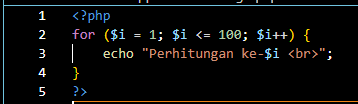 1 <?php
2 for ($i = 1; $i <= 100; $i++) {
3     echo "Perhitungan ke-$i <br>";
4 }
5 ?>